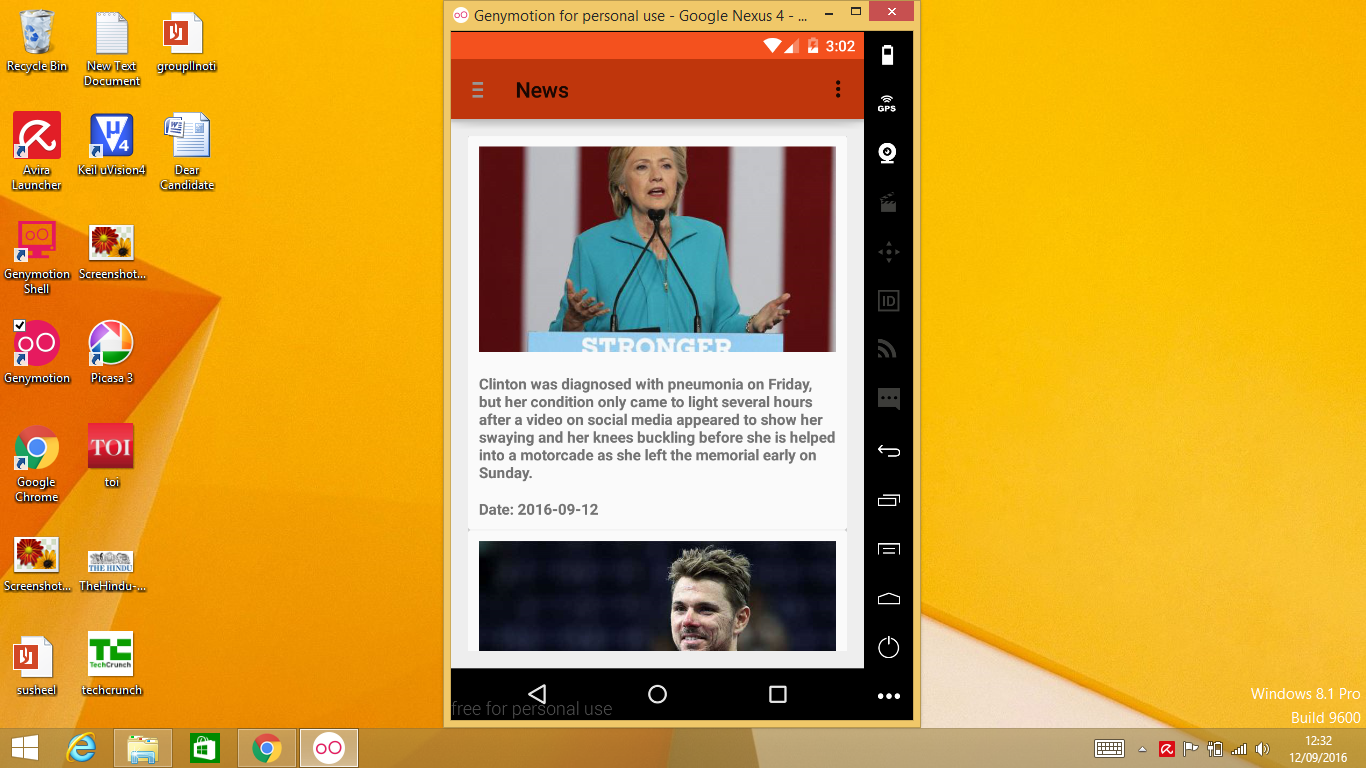 Recycle Bin
New Text
Document
groupIInoti
Avira
Launcher
Keil uVision4
Dear
Candidate
Genymotion
Shell
Screenshot...
Genymotion
Picasa 3
Google
Chrome
TOI
toi
Screenshot...
THE HINDU
TheHindu-...
susheel
TC
TechCrunch
techcrunch
Genymotion for personal use - Google Nexus 4 - ...
3:02
News
STRONGER
Clinton was diagnosed with pneumonia on Friday,
but her condition only came to light several hours
after a video on social media appeared to show her
swaying and her knees buckling before she is helped
into a motorcade as she left the memorial early on
Sunday.
Date: 2016-09-12
free for personal use
GPS
ID
Windows 8.1 Pro
Build 9600
12:32
12/09/2016